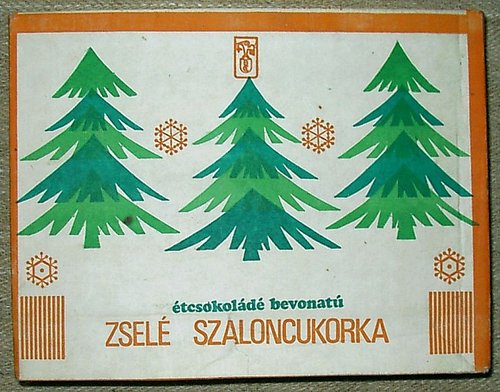 étcsokoládé bevonatú
ZSELÉ SZALONCUKORKA